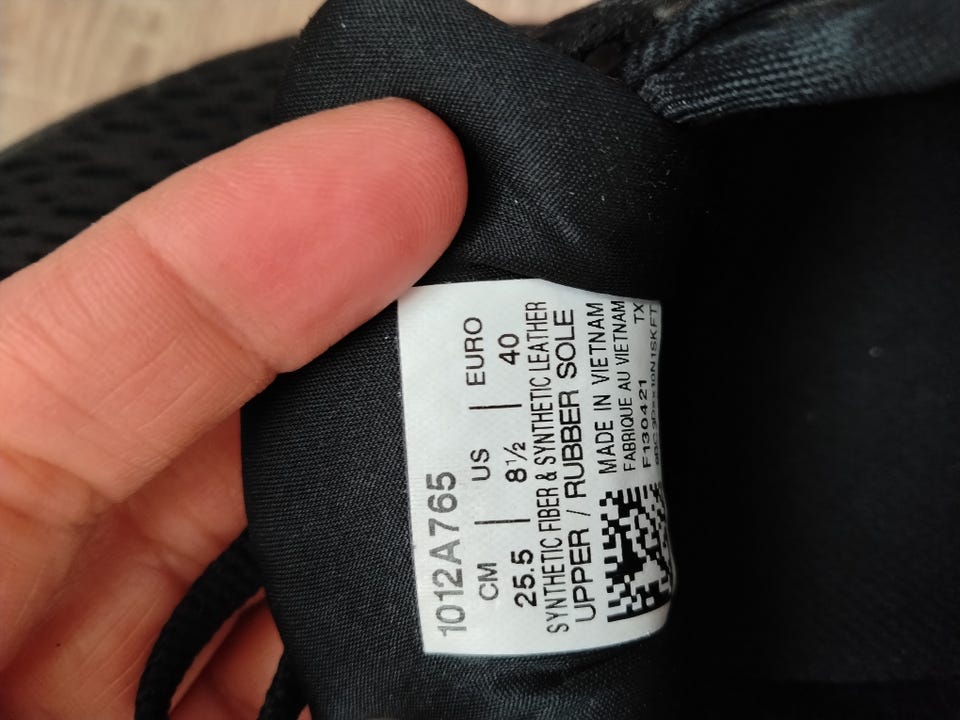 1012A765
CM | US | EURO
25.5 | 8½ | 40
SYNTHETIC FIBER & SYNTHETIC LEATHER
UPPER / RUBBER SOLE
MADE IN VIETNAM
FABRIQUE AU VIETNAM
F130421 TX